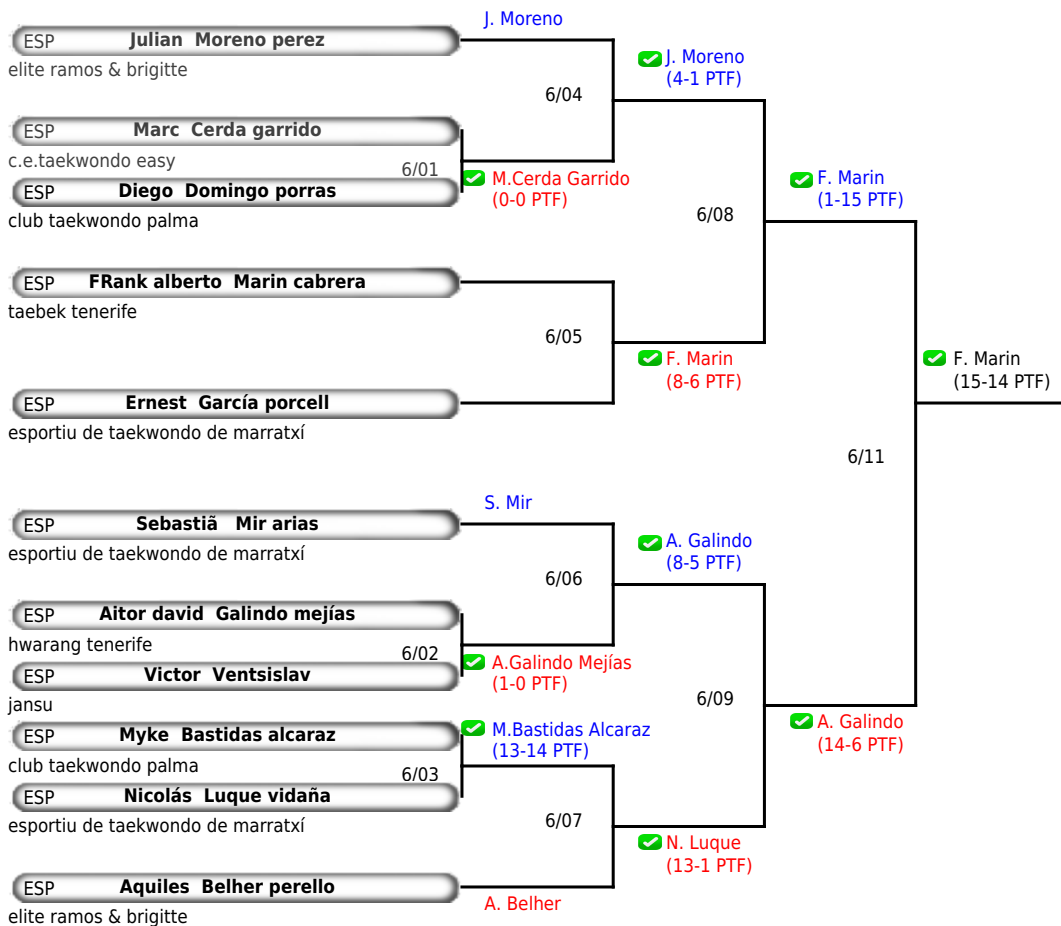 J. Moreno
ESP Julian Moreno perez
elite ramos & brigitte
J. Moreno
(4-1 PTF)
6/04
ESP Marc Cerda garrido
c.e.taekwondo easy
6/01
M.Cerda Garrido
(0-0 PTF)
ESP Diego Domingo porras
club taekwondo palma
F. Marin
(1-15 PTF)
6/08
ESP FRank alberto Marin cabrera
taebek tenerife
6/05
F. Marin
(8-6 PTF)
F. Marin
(15-14 PTF)
ESP Ernest García porcell
esportiu de taekwondo de marratxí
6/11
S. Mir
ESP Sebastiã Mir arias
esportiu de taekwondo de marratxí
A. Galindo
(8-5 PTF)
6/06
ESP Aitor david Galindo mejías
hwarang tenerife
6/02
A.Galindo Mejías
(1-0 PTF)
ESP Victor Ventsislav
jansu
6/09
A. Galindo
(14-6 PTF)
ESP Myke Bastidas alcaraz
club taekwondo palma
M.Bastidas Alcaraz
(13-14 PTF)
6/03
ESP Nicolás Luque vidaña
esportiu de taekwondo de marratxí
6/07
N. Luque
(13-1 PTF)
ESP Aquiles Belher perello
elite ramos & brigitte
A. Belher